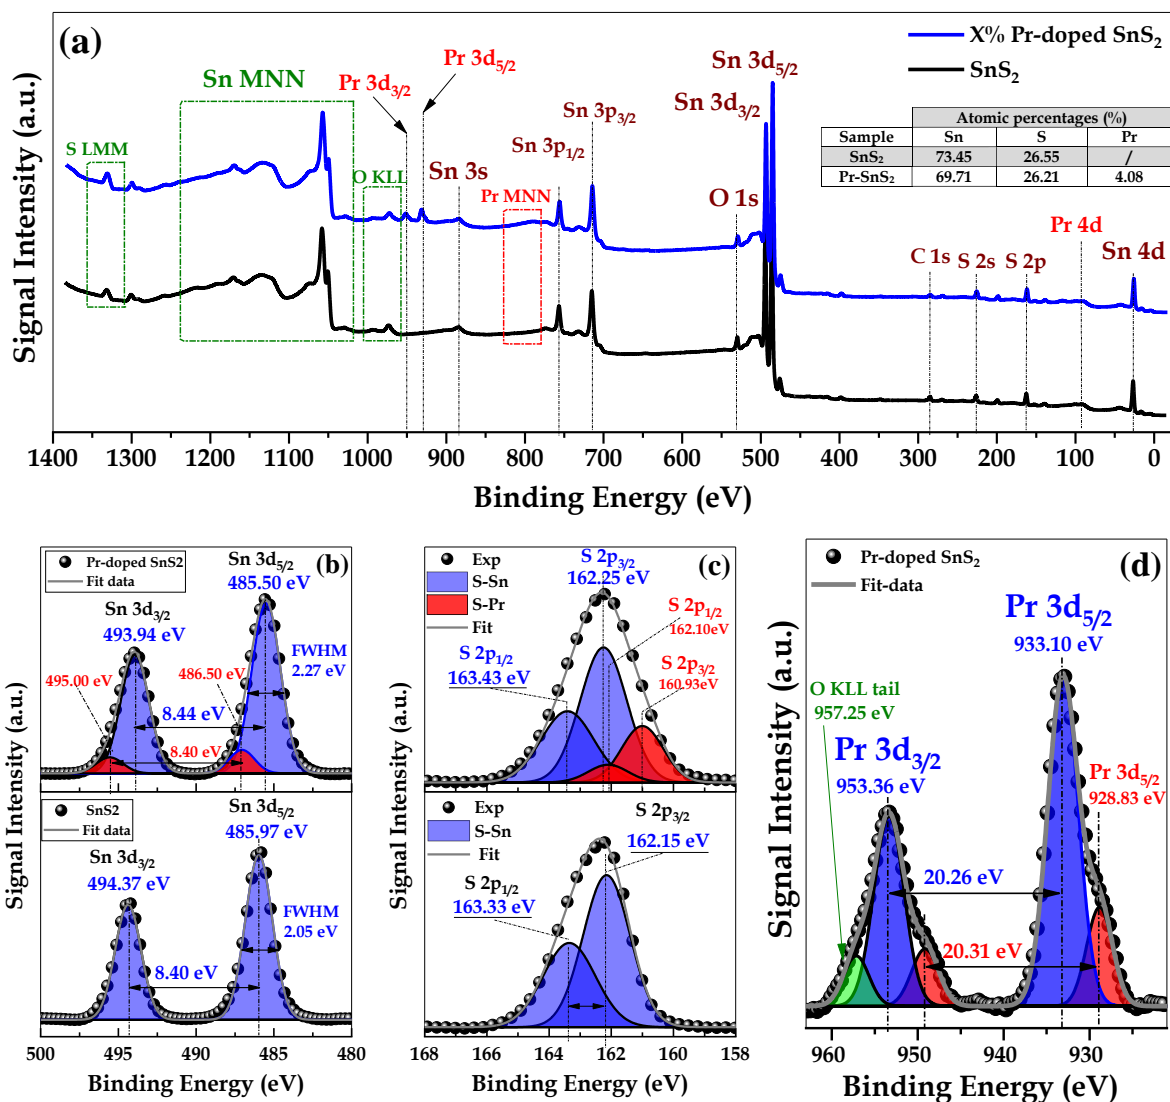 (a)
X% Pr-doped SnS₂
SnS₂
Sn 3d₅/₂
Sn 3d₃/₂
Pr 3d₅/₂
Pr 3d₃/₂
Sn MNN
S LMM
O KLL
Sn 3s
Pr MNN
Sn 3p₁/₂
Sn 3p₃/₂
O 1s
C 1s
S 2s
S 2p
Pr 4d
Sn 4d
Atomic percentages (%)
Sample Sn S Pr
SnS₂ 73.45 26.55 /
Pr-SnS₂ 69.71 26.21 4.08
Signal Intensity (a.u.)
1400 1300 1200 1100 1000 900 800 700 600 500 400 300 200 100 0
Binding Energy (eV)
(b)
Pr-doped SnS2
Fit data
Sn 3d₅/₂
485.50 eV
Sn 3d₃/₂
493.94 eV
FWHM
2.27 eV
495.00 eV
486.50 eV
8.44 eV
8.40 eV
SnS2
Fit data
Sn 3d₅/₂
485.97 eV
Sn 3d₃/₂
494.37 eV
FWHM
2.05 eV
8.40 eV
Signal Intensity (a.u.)
500 495 490 485 480
Binding Energy (eV)
(c)
Exp
S-Sn
S-Pr
Fit
S 2p₃/₂
162.25 eV
S 2p₁/₂
162.10eV
S 2p₁/₂
163.43 eV
S 2p₃/₂
160.93eV
Exp
S-Sn
Fit
S 2p₃/₂
162.15 eV
S 2p₁/₂
163.33 eV
Signal Intensity (a.u.)
168 166 164 162 160 158
Binding Energy (eV)
(d)
Pr-doped SnS₂
Fit-data
Pr 3d₅/₂
933.10 eV
O KLL tail
957.25 eV
Pr 3d₃/₂
953.36 eV
Pr 3d₅/₂
928.83 eV
20.26 eV
20.31 eV
Signal Intensity (a.u.)
960 950 940 930
Binding Energy (eV)